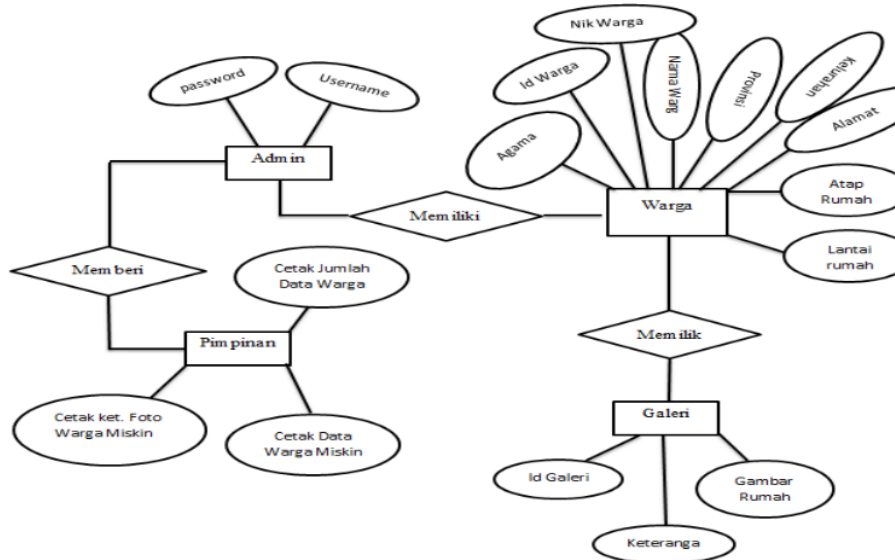 Nik Warga
password
Username
Id Warga
Nama Warg
Provinsi
Kelurahan
Alamat
Agama
Admin
Atap
Rumah
Memiliki
Warga
Lantai
rumah
Memberi
Cetak Jumlah
Data Warga
Memilik
Pimpinan
Cetak ket. Foto
Warga Miskin
Cetak Data
Warga Miskin
Galeri
Id Galeri
Gambar
Rumah
Keteranga